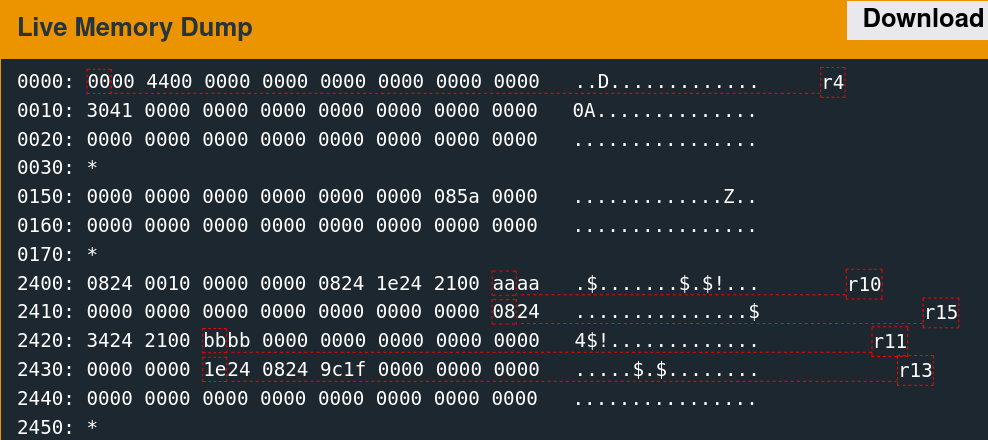 Live Memory Dump
Download
0000: 0000 4400 0000 0000 0000 0000 0000 0000 ..D............. r4
0010: 3041 0000 0000 0000 0000 0000 0000 0000 0A..............
0020: 0000 0000 0000 0000 0000 0000 0000 0000 ................
0030: *
0150: 0000 0000 0000 0000 0000 0000 085a 0000 .............Z..
0160: 0000 0000 0000 0000 0000 0000 0000 0000 ................
0170: *
2400: 0824 0010 0000 0000 0824 1e24 2100 aaaa .$.......$.$!... r10
2410: 0000 0000 0000 0000 0000 0000 0000 0824 ...............$ r15
2420: 3424 2100 bbbb 0000 0000 0000 0000 0000 4$!............. r11
2430: 0000 0000 1e24 0824 9c1f 0000 0000 0000 .....$.$........ r13
2440: 0000 0000 0000 0000 0000 0000 0000 0000 ................
2450: *